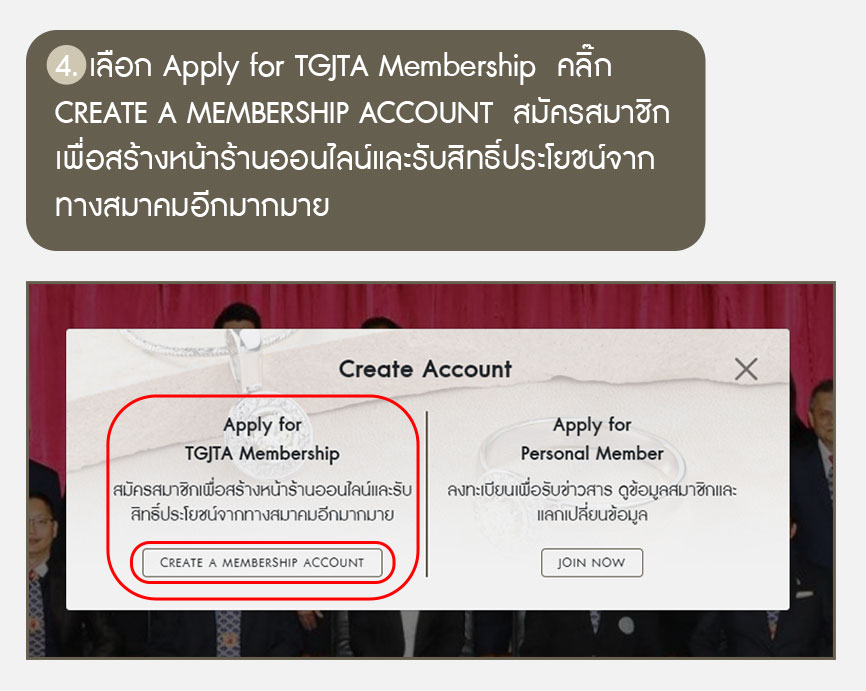 4. เลือก Apply for TGJTA Membership คลิ๊ก
CREATE A MEMBERSHIP ACCOUNT สมัครสมาชิก
เพื่อสร้างหน้าร้านออนไลน์และรับสิทธิ์ประโยชน์จาก
ทางสมาคมอีกมากมาย
Create Account
Apply for
TGJTA Membership
สมัครสมาชิกเพื่อสร้างหน้าร้านออนไลน์และรับ
สิทธิ์ประโยชน์จากทางสมาคมอีกมากมาย
CREATE A MEMBERSHIP ACCOUNT
Apply for
Personal Member
ลงทะเบียนเพื่อรับข่าวสาร ดูข้อมูลสมาชิกและ
แลกเปลี่ยนข้อมูล
JOIN NOW